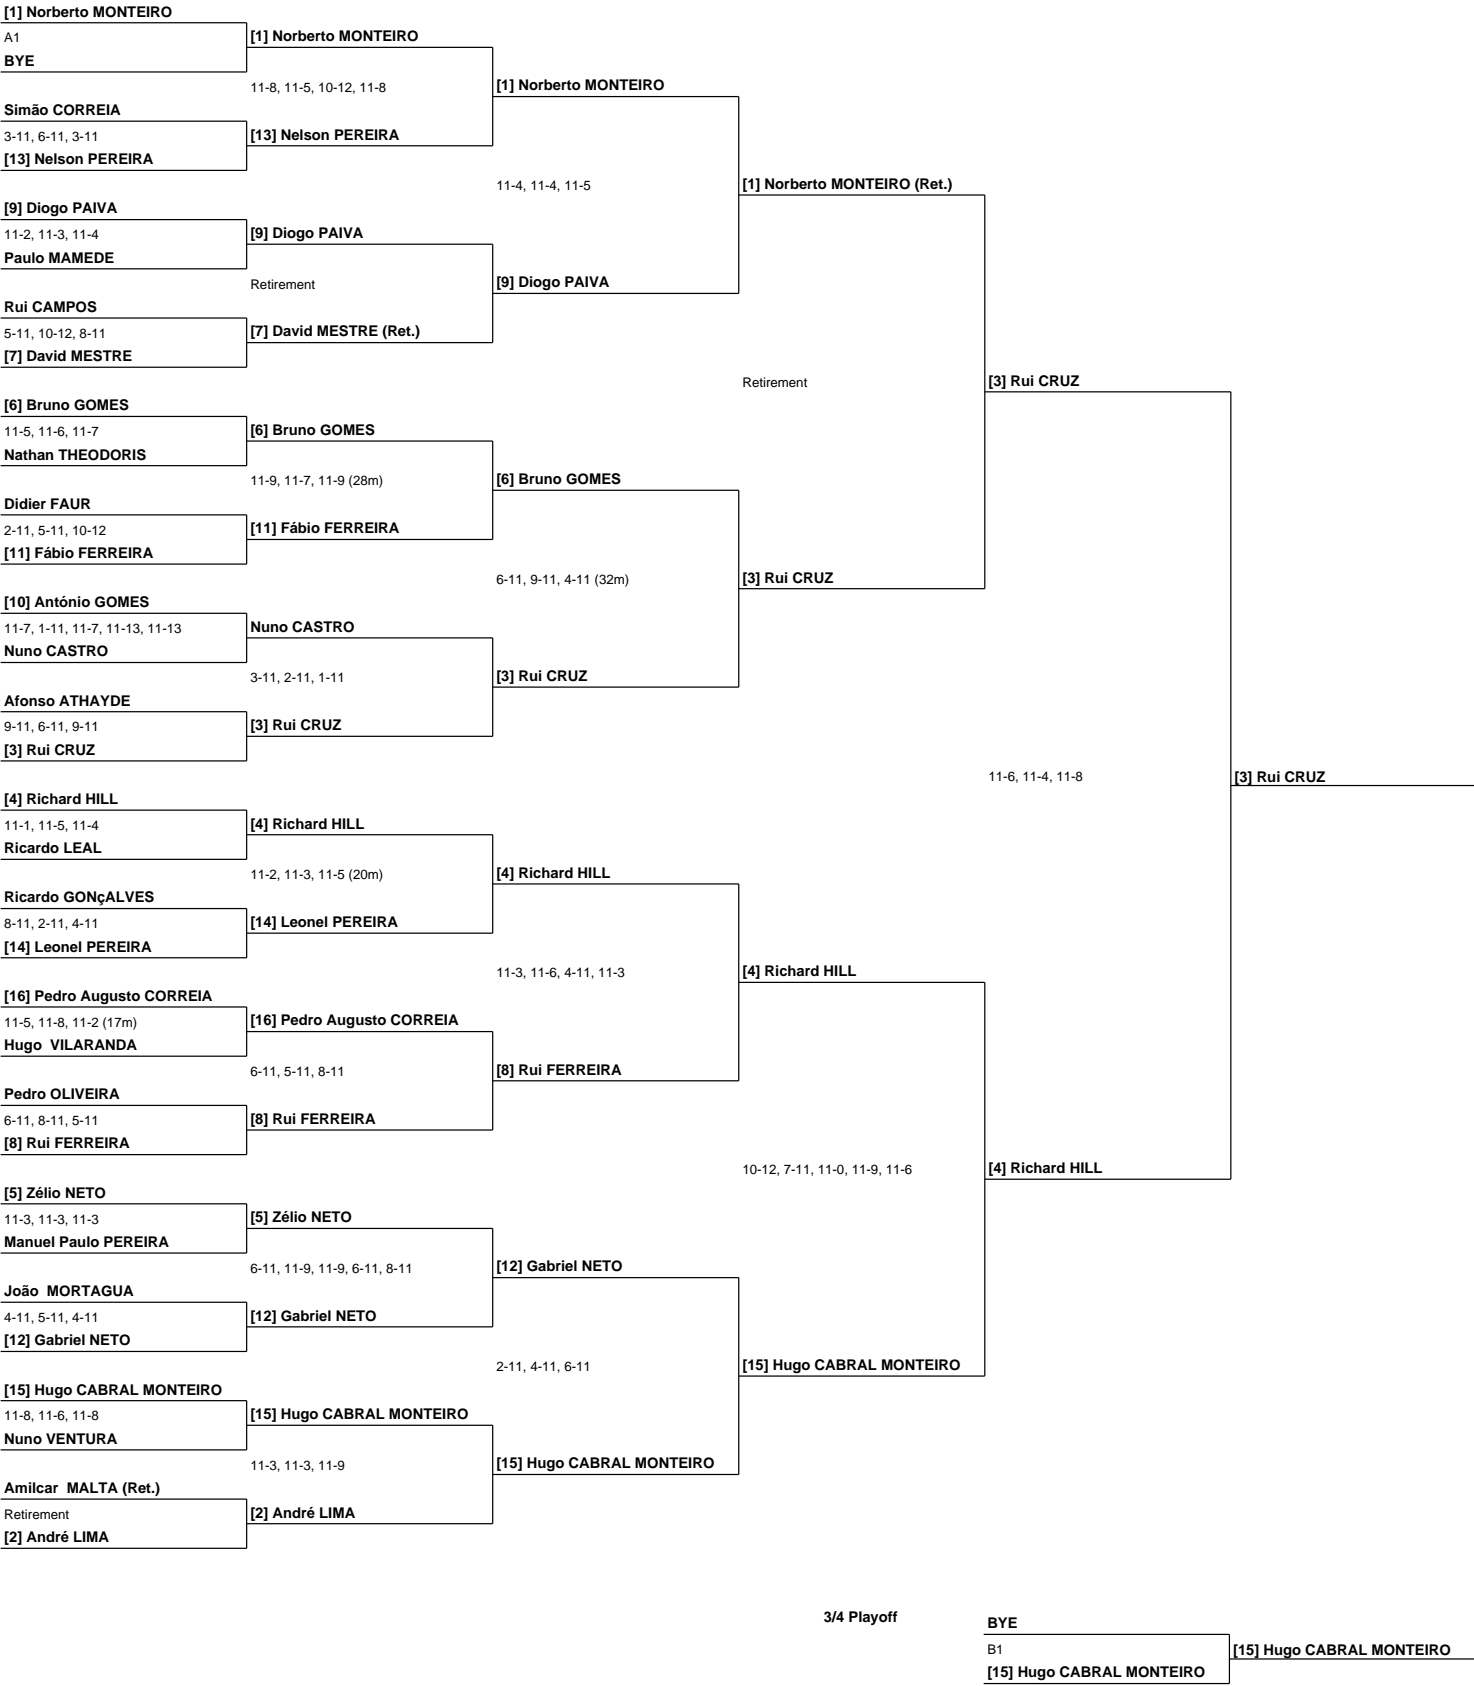 [1] Norberto MONTEIRO
A1
BYE
Simão CORREIA
3-11, 6-11, 3-11
[13] Nelson PEREIRA
[9] Diogo PAIVA
11-2, 11-3, 11-4
Paulo MAMEDE
Rui CAMPOS
5-11, 10-12, 8-11
[7] David MESTRE
[6] Bruno GOMES
11-5, 11-6, 11-7
Nathan THEODORIS
Didier FAUR
2-11, 5-11, 10-12
[11] Fábio FERREIRA
[10] António GOMES
11-7, 1-11, 11-7, 11-13, 11-13
Nuno CASTRO
Afonso ATHAYDE
9-11, 6-11, 9-11
[3] Rui CRUZ
[4] Richard HILL
11-1, 11-5, 11-4
Ricardo LEAL
Ricardo GONçALVES
8-11, 2-11, 4-11
[14] Leonel PEREIRA
[16] Pedro Augusto CORREIA
11-5, 11-8, 11-2 (17m)
Hugo  VILARANDA
Pedro OLIVEIRA
6-11, 8-11, 5-11
[8] Rui FERREIRA
[5] Zélio NETO
11-3, 11-3, 11-3
Manuel Paulo PEREIRA
João  MORTAGUA
4-11, 5-11, 4-11
[12] Gabriel NETO
[15] Hugo CABRAL MONTEIRO
11-8, 11-6, 11-8
Nuno VENTURA
Amilcar  MALTA (Ret.)
Retirement
[2] André LIMA
[1] Norberto MONTEIRO
11-8, 11-5, 10-12, 11-8
[13] Nelson PEREIRA
[9] Diogo PAIVA
Retirement
[7] David MESTRE (Ret.)
[6] Bruno GOMES
11-9, 11-7, 11-9 (28m)
[11] Fábio FERREIRA
Nuno CASTRO
3-11, 2-11, 1-11
[3] Rui CRUZ
[4] Richard HILL
11-2, 11-3, 11-5 (20m)
[14] Leonel PEREIRA
[16] Pedro Augusto CORREIA
6-11, 5-11, 8-11
[8] Rui FERREIRA
[5] Zélio NETO
6-11, 11-9, 11-9, 6-11, 8-11
[12] Gabriel NETO
[15] Hugo CABRAL MONTEIRO
11-3, 11-3, 11-9
[2] André LIMA
[1] Norberto MONTEIRO
11-4, 11-4, 11-5
[9] Diogo PAIVA
[6] Bruno GOMES
6-11, 9-11, 4-11 (32m)
[3] Rui CRUZ
[4] Richard HILL
11-3, 11-6, 4-11, 11-3
[8] Rui FERREIRA
[12] Gabriel NETO
2-11, 4-11, 6-11
[15] Hugo CABRAL MONTEIRO
[1] Norberto MONTEIRO (Ret.)
Retirement
[3] Rui CRUZ
[4] Richard HILL
10-12, 7-11, 11-0, 11-9, 11-6
[15] Hugo CABRAL MONTEIRO
[3] Rui CRUZ
11-6, 11-4, 11-8
[4] Richard HILL
[3] Rui CRUZ
3/4 Playoff
BYE
B1
[15] Hugo CABRAL MONTEIRO
[15] Hugo CABRAL MONTEIRO